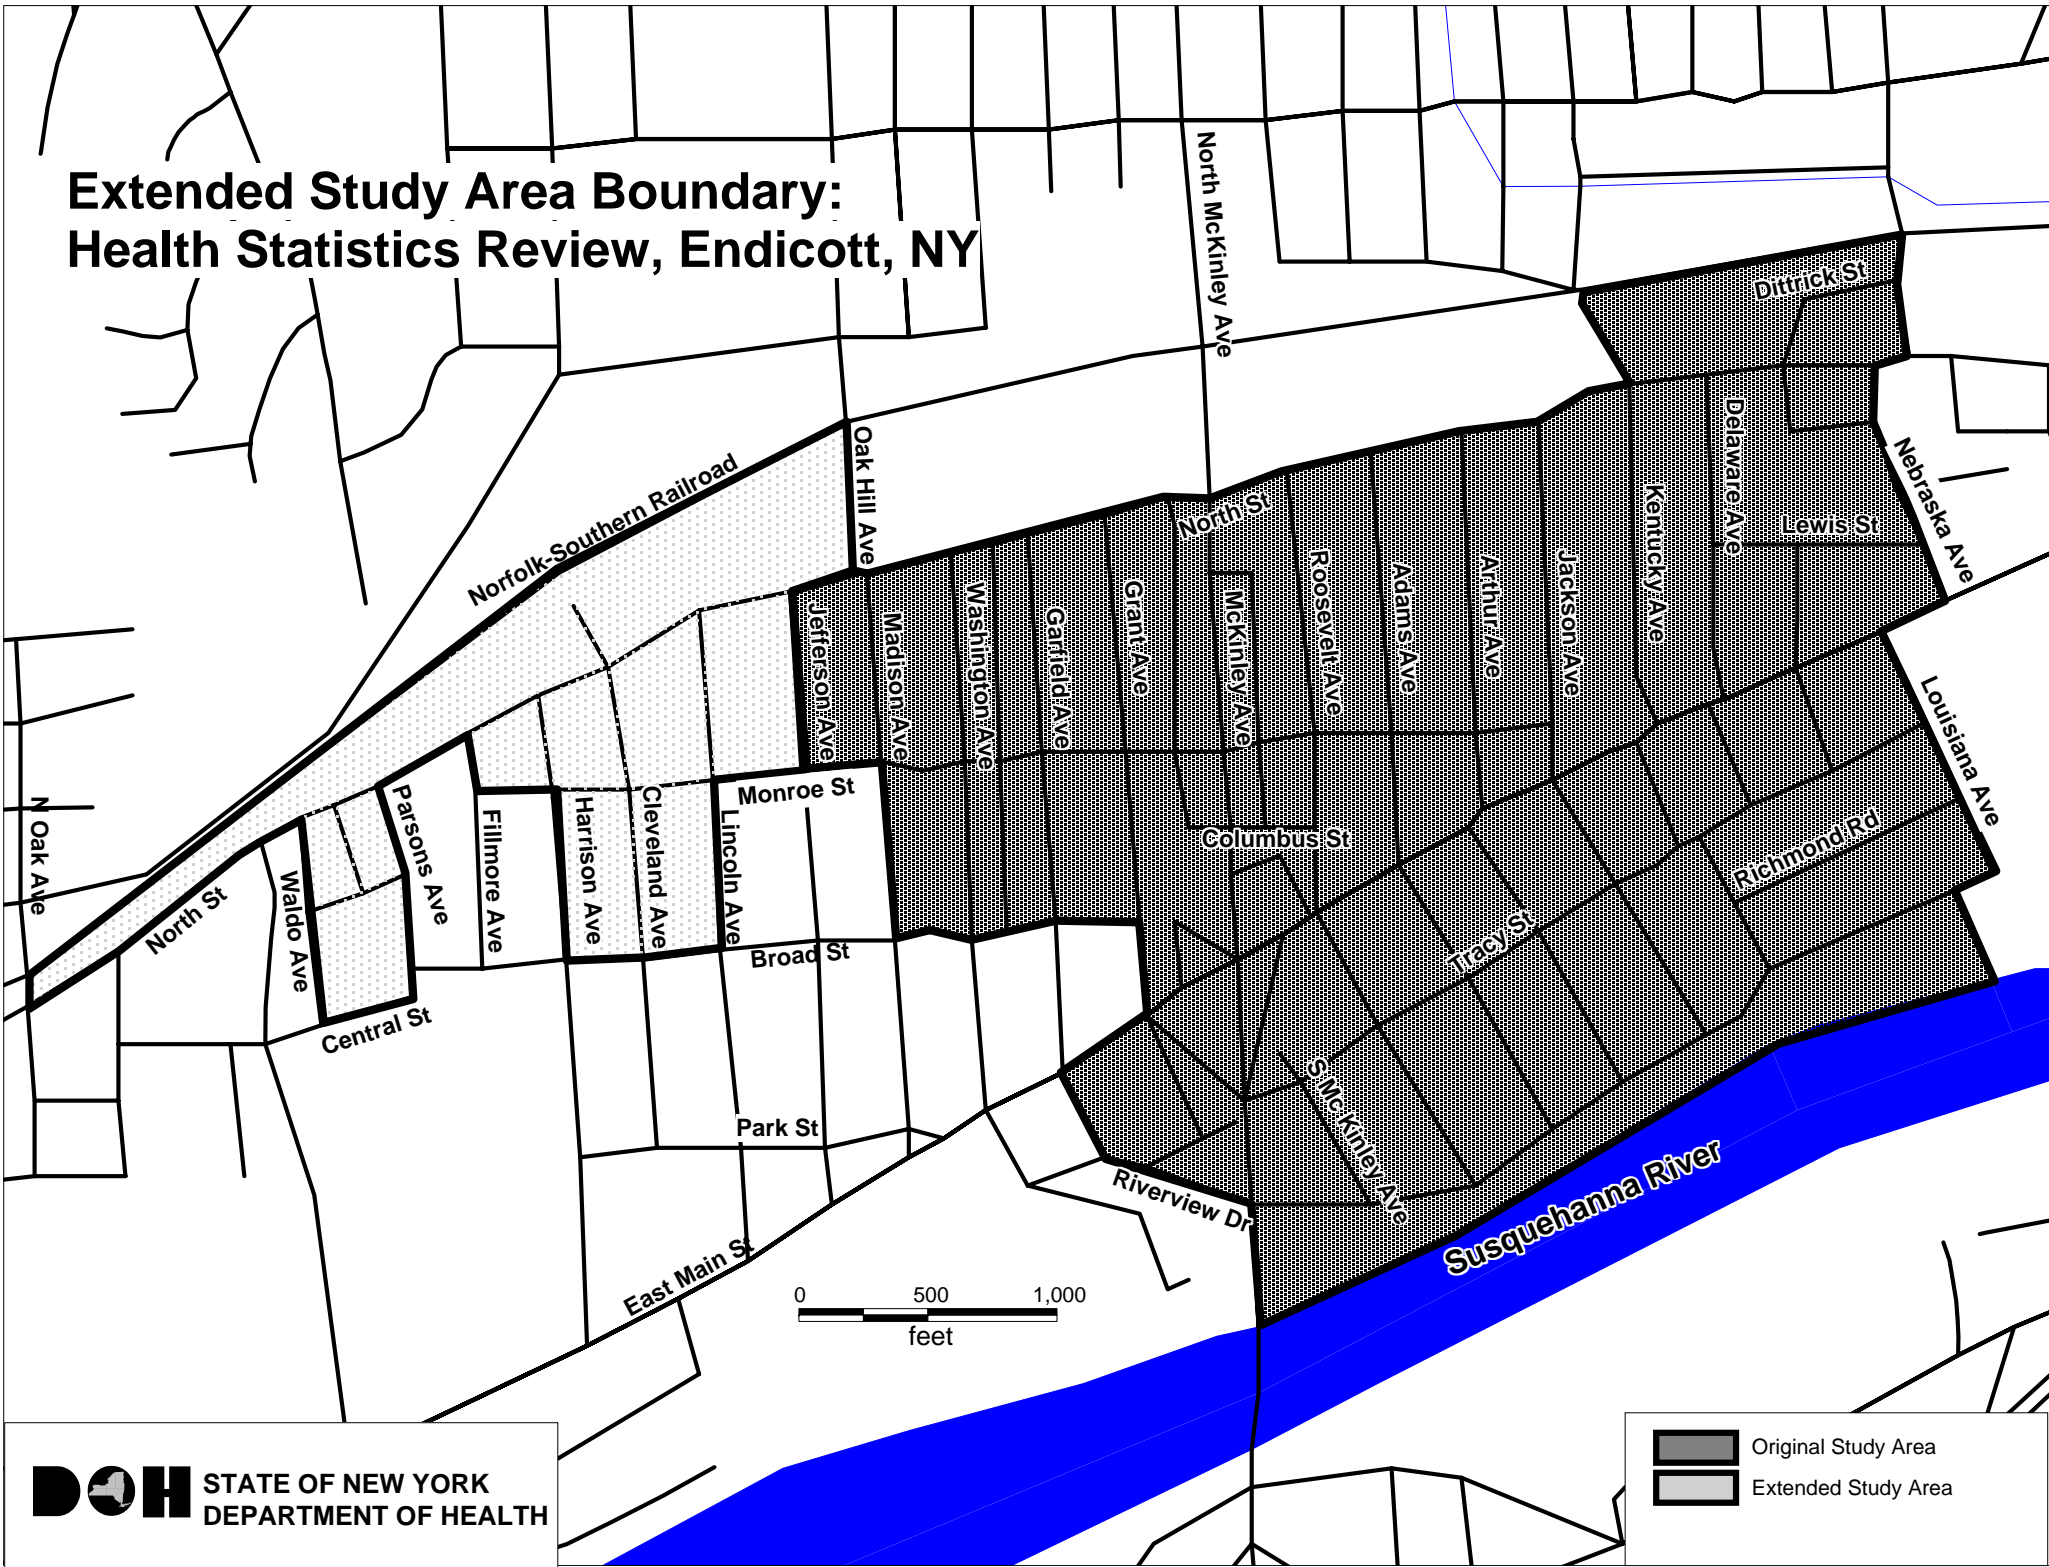 Extended Study Area Boundary:
Health Statistics Review, Endicott, NY
North McKinley Ave
Dittrick St
Oak Hill Ave
Norfolk-Southern Railroad
Delaware Ave
Nebraska Ave
Kentucky Ave
North St
Lewis St
Jefferson Ave
Madison Ave
Washington Ave
Garfield Ave
Grant Ave
McKinley Ave
Roosevelt Ave
Adams Ave
Arthur Ave
Jackson Ave
Louisiana Ave
N Oak Ave
North St
Waldo Ave
Parsons Ave
Fillmore Ave
Harrison Ave
Cleveland Ave
Lincoln Ave
Monroe St
Columbus St
Richmond Rd
Broad St
Tracy St
Central St
Park St
S McKinley Ave
Riverview Dr
Susquehanna River
East Main St
0 500 1,000
feet
Original Study Area
Extended Study Area
DOH
STATE OF NEW YORK
DEPARTMENT OF HEALTH